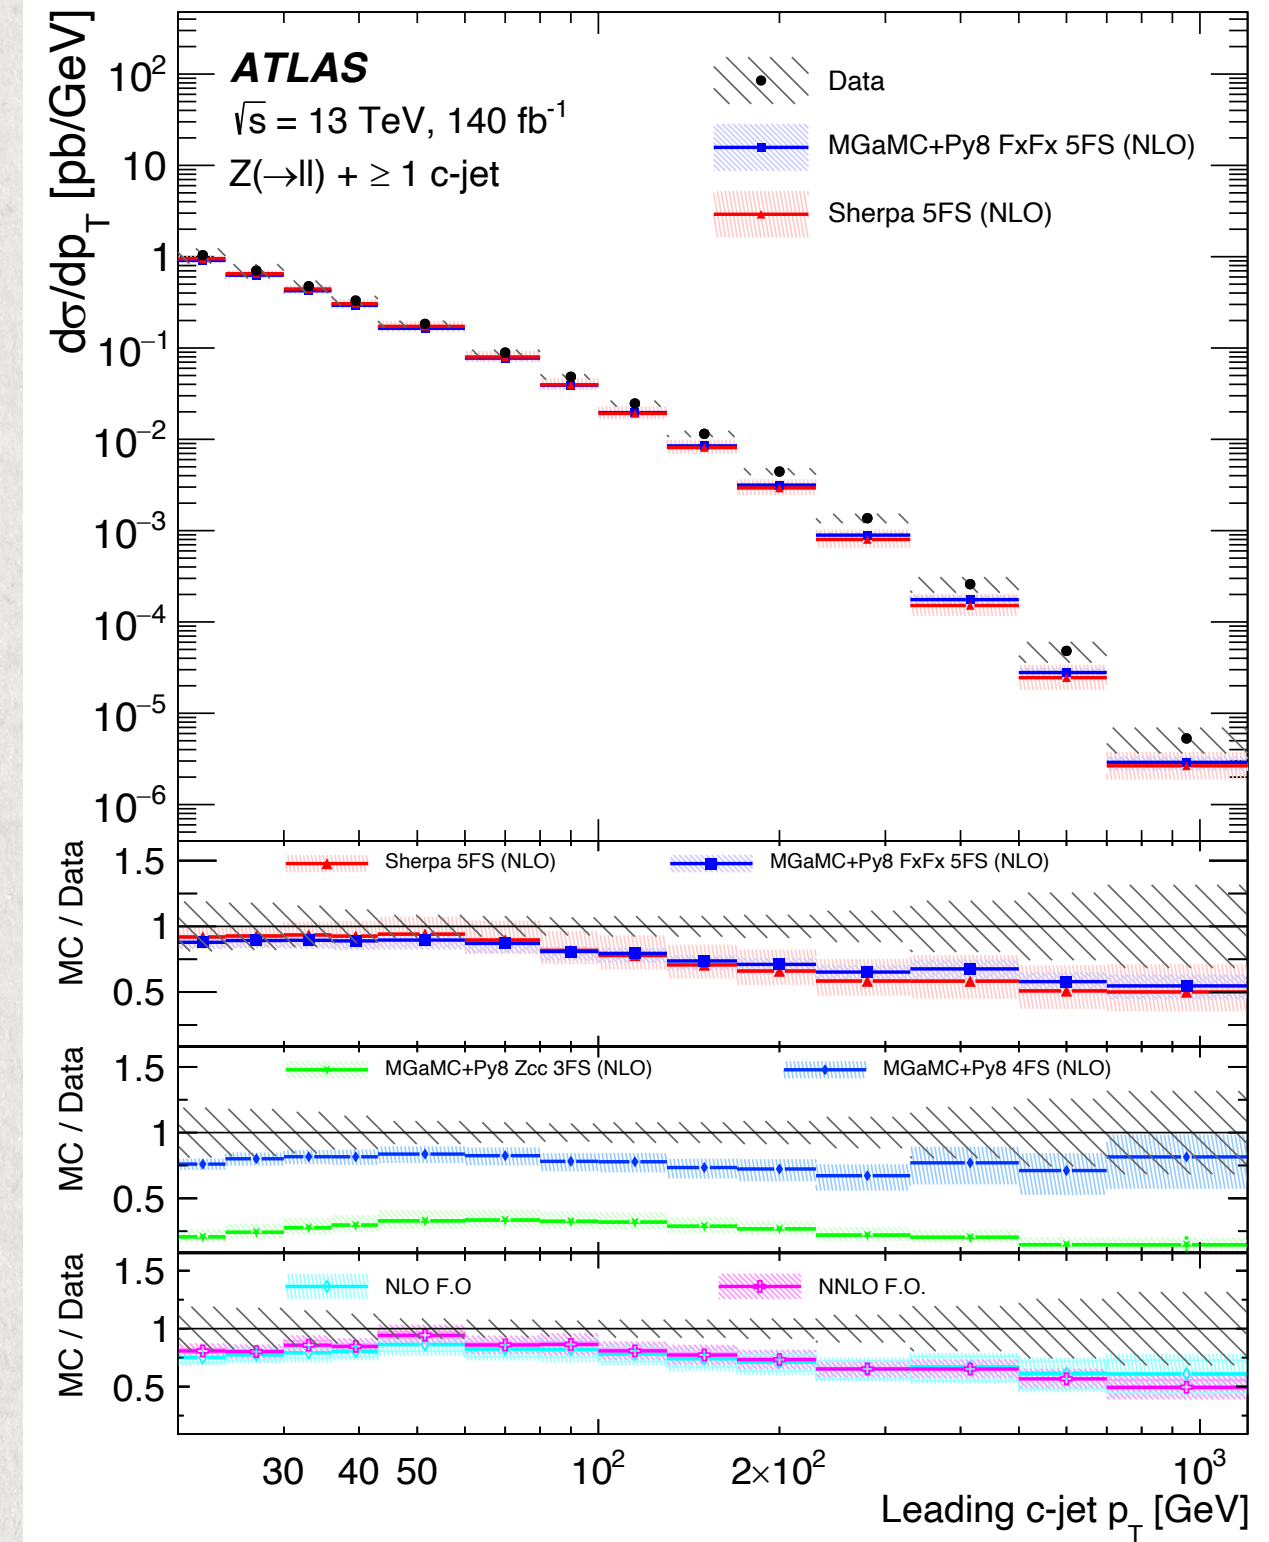 ATLAS
√s = 13 TeV, 140 fb⁻¹
Z(→ll) + ≥ 1 c-jet
Data
MGaMC+Py8 FxFx 5FS (NLO)
Sherpa 5FS (NLO)
dσ/dp_T [pb/GeV]
10²
10
1
10⁻¹
10⁻²
10⁻³
10⁻⁴
10⁻⁵
10⁻⁶
MC / Data
Sherpa 5FS (NLO)
MGaMC+Py8 FxFx 5FS (NLO)
1.5
1
0.5
MC / Data
MGaMC+Py8 Zcc 3FS (NLO)
MGaMC+Py8 4FS (NLO)
1.5
1
0.5
MC / Data
NLO F.O
NNLO F.O.
1.5
1
0.5
30 40 50 10² 2×10² 10³
Leading c-jet p_T [GeV]